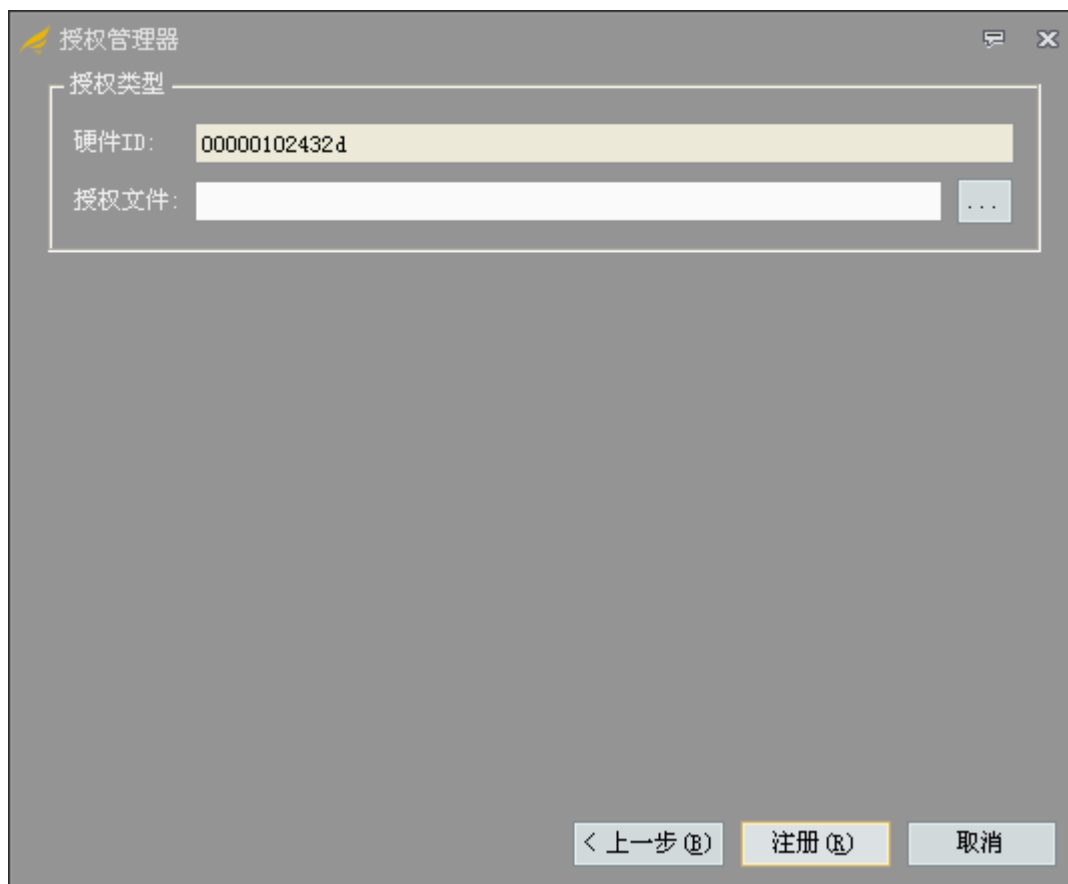 授权管理器
授权类型
硬件ID:
00000102432d
授权文件:
...
< 上一步(B)
注册(R)
取消